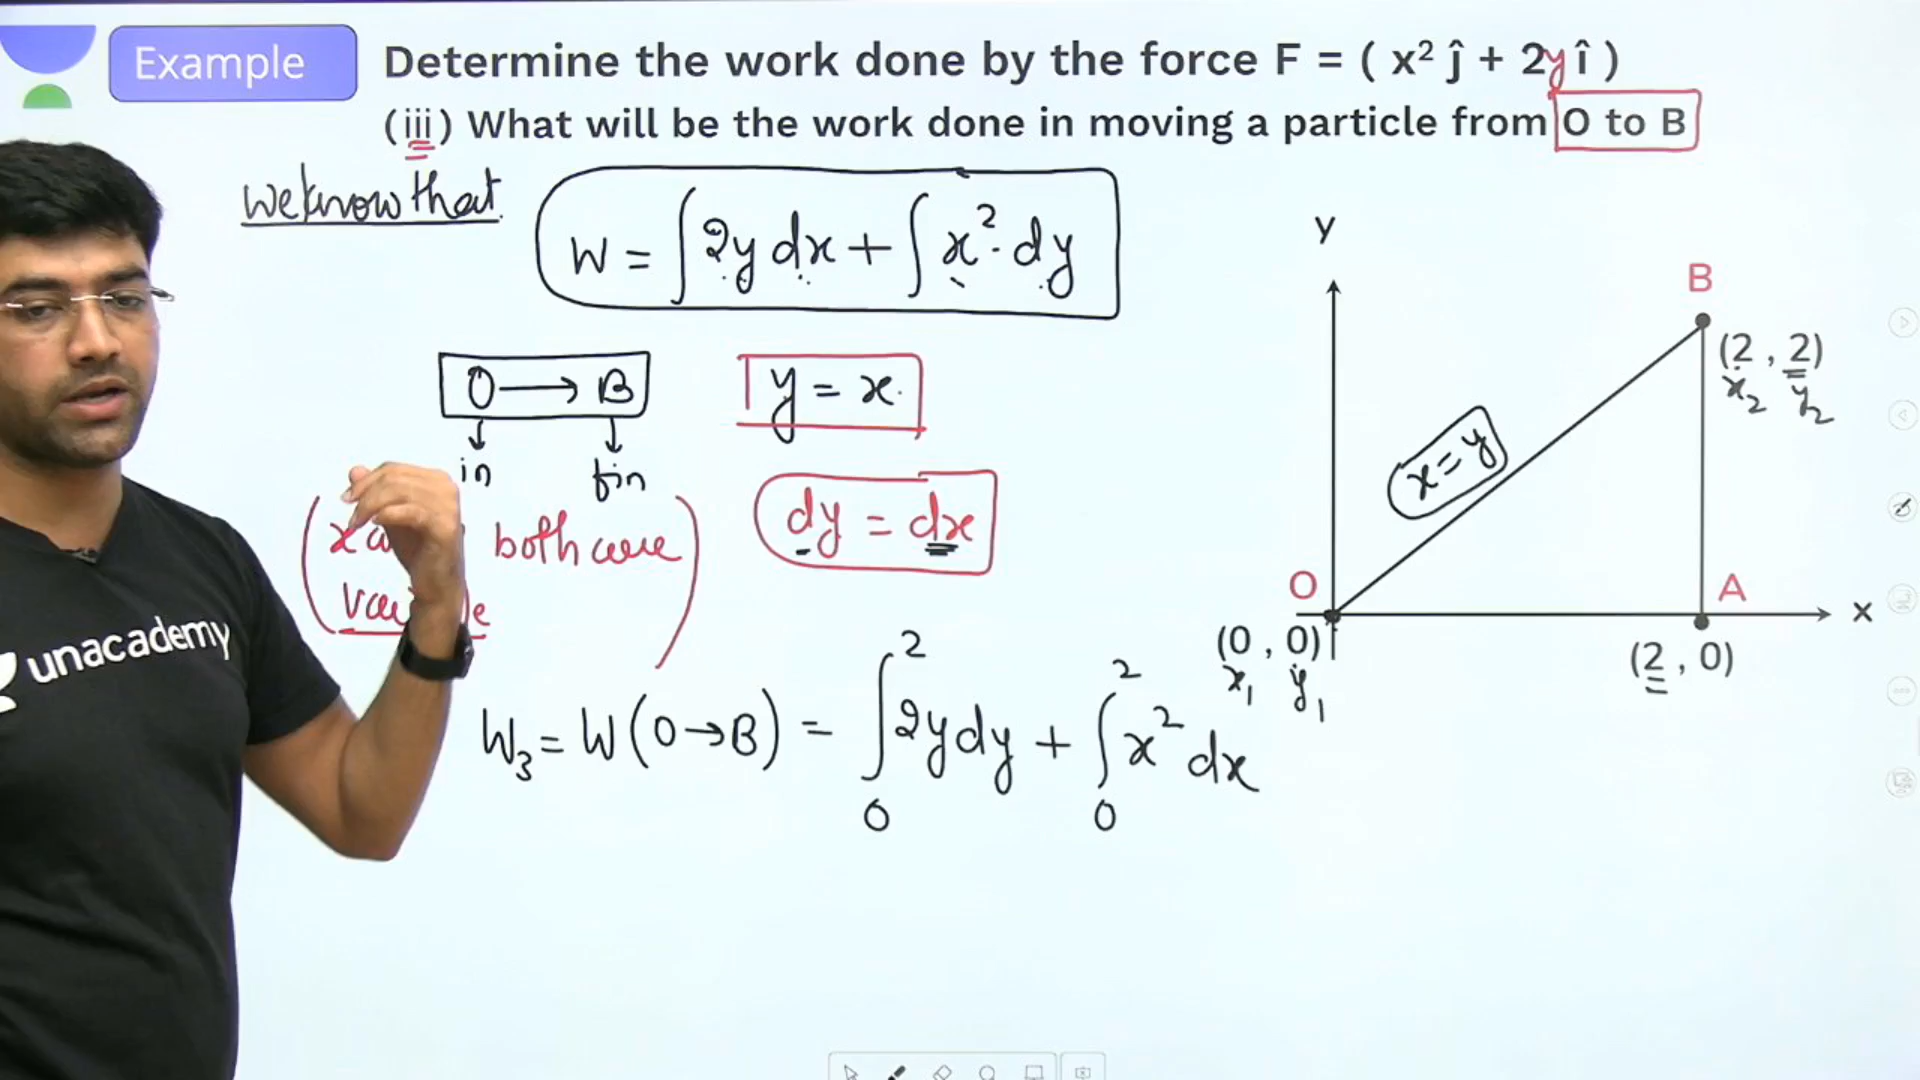 Example
Determine the work done by the force F = ( x² ĵ + 2y î )
(iii) What will be the work done in moving a particle from O to B
We know that
W = ∫ 2y dx + ∫ x² · dy
O → B
in fin
y = x
dy = dx
both are
W₃ = W (O → B) = ∫₀² 2y dy + ∫₀² x² dx
y
B
(2 , 2)
x₂ y₂
x = y
O
A
x
(0 , 0)
x₁ y₁
(2 , 0)
unacademy